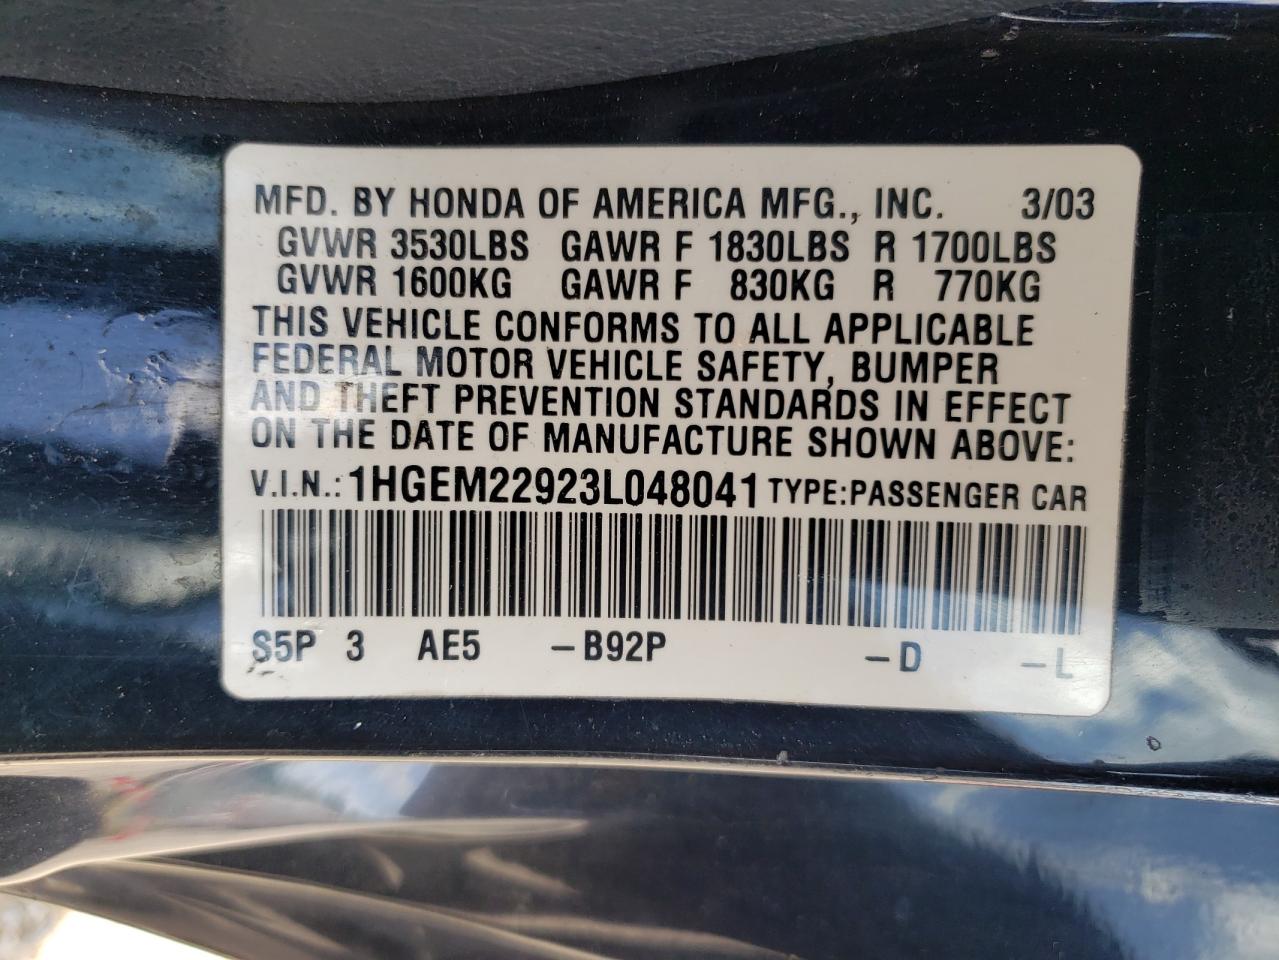 MFD. BY HONDA OF AMERICA MFG., INC. 3/03
GVWR 3530LBS GAWR F 1830LBS R 1700LBS
GVWR 1600KG GAWR F 830KG R 770KG
THIS VEHICLE CONFORMS TO ALL APPLICABLE
FEDERAL MOTOR VEHICLE SAFETY, BUMPER
AND THEFT PREVENTION STANDARDS IN EFFECT
ON THE DATE OF MANUFACTURE SHOWN ABOVE:
V.I.N.: 1HGEM22923L048041 TYPE:PASSENGER CAR
S5P 3 AE5 -B92P -D -L